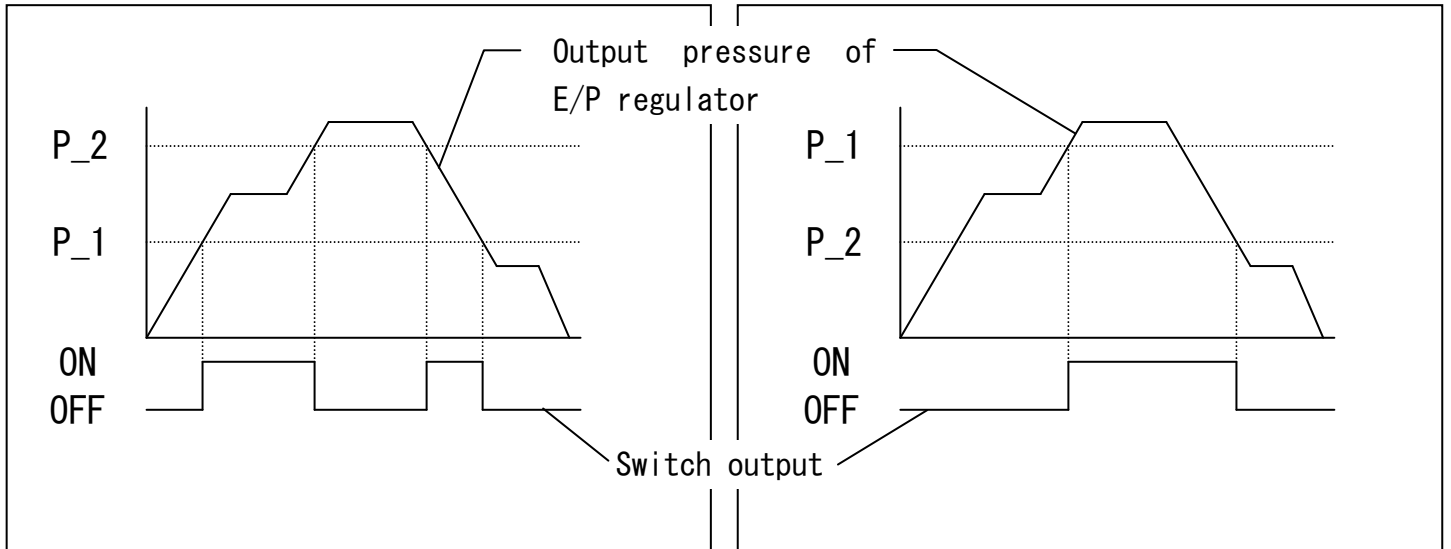 Output pressure of
E/P regulator
P_2
P_1
ON
OFF
P_1
P_2
ON
OFF
Switch output